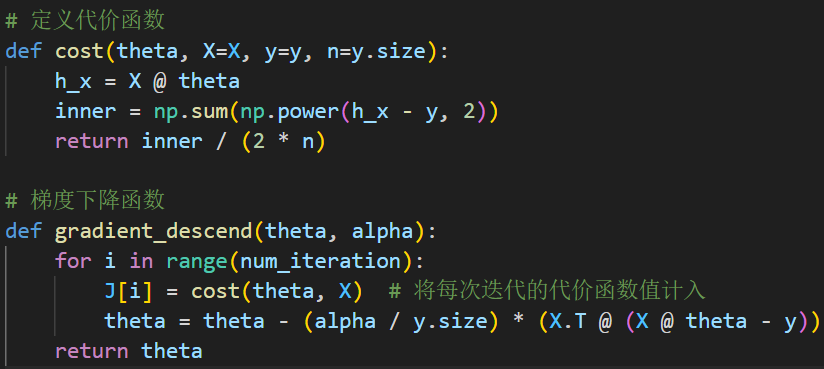 # 定义代价函数
def cost(theta, X=X, y=y, n=y.size):
    h_x = X @ theta
    inner = np.sum(np.power(h_x - y, 2))
    return inner / (2 * n)
# 梯度下降函数
def gradient_descend(theta, alpha):
    for i in range(num_iteration):
        J[i] = cost(theta, X)  # 将每次迭代的代价函数值计入
        theta = theta - (alpha / y.size) * (X.T @ (X @ theta - y))
    return theta